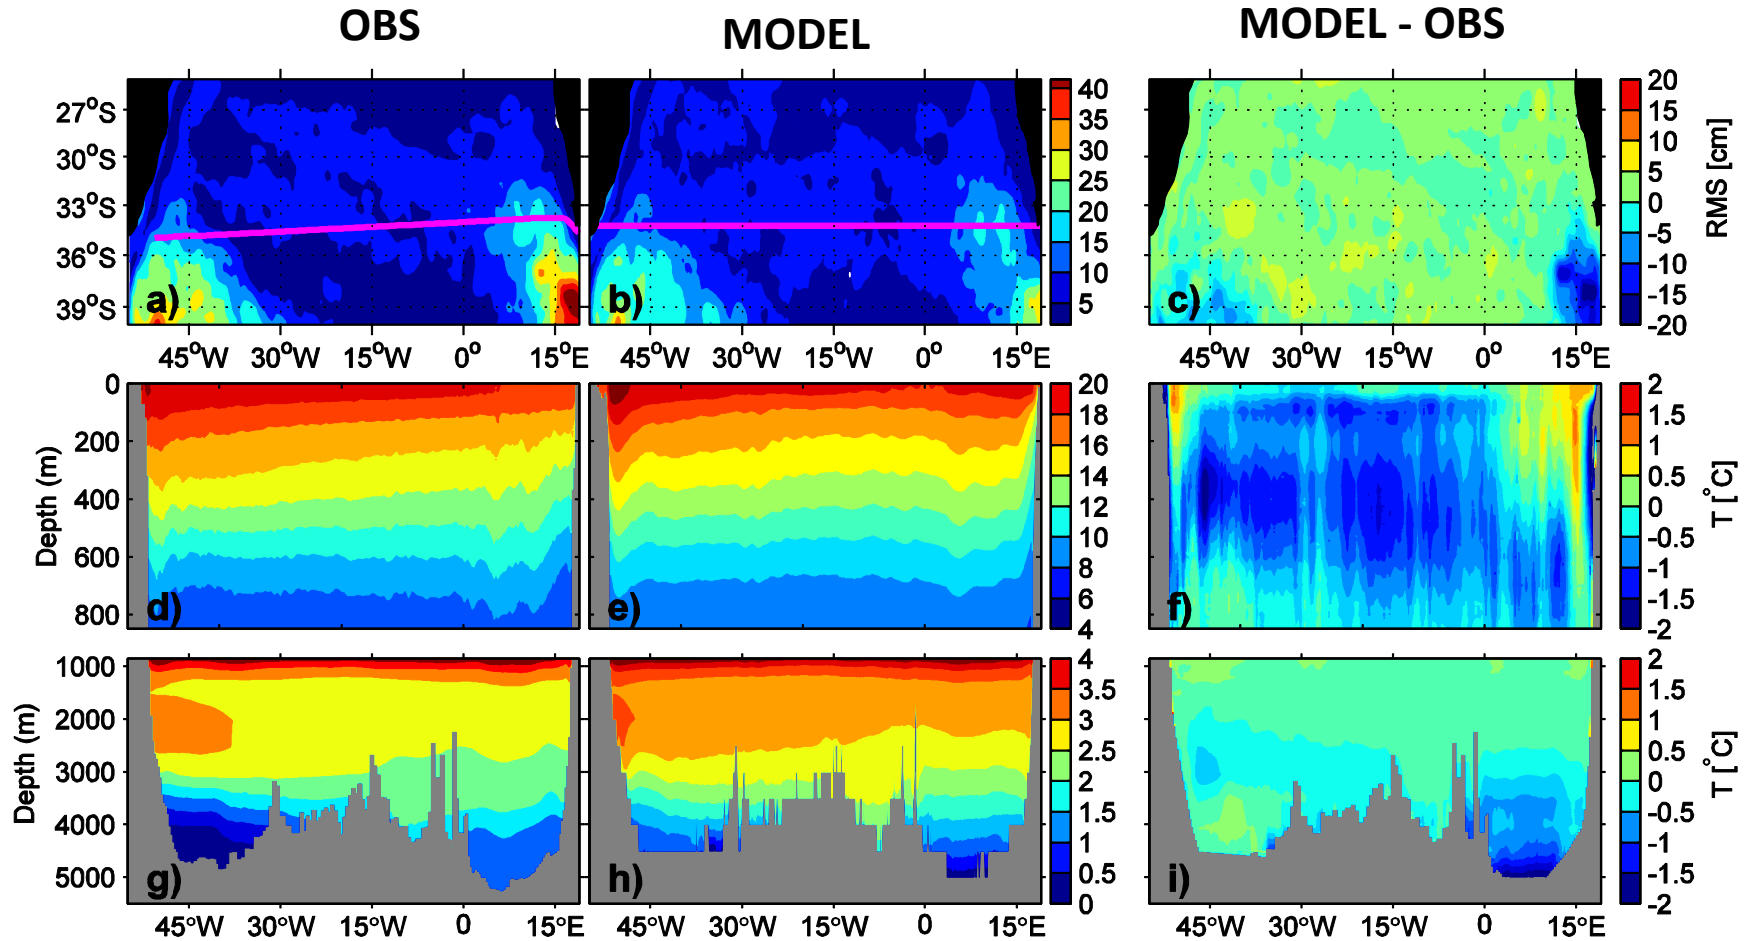 OBS
MODEL
MODEL - OBS
27°S
30°S
33°S
36°S
39°S
a)
b)
c)
40
35
30
25
20
15
10
5
20
15
10
5
0
-5
-10
-15
-20
RMS [cm]
45°W 30°W 15°W 0° 15°E
45°W 30°W 15°W 0° 15°E
45°W 30°W 15°W 0° 15°E
Depth (m)
0
200
400
600
800
d)
e)
f)
20
18
16
14
12
10
8
6
4
2
1.5
1
0.5
0
-0.5
-1
-1.5
-2
T [°C]
Depth (m)
1000
2000
3000
4000
5000
g)
h)
i)
4
3.5
3
2.5
2
1.5
1
0.5
0
2
1.5
1
0.5
0
-0.5
-1
-1.5
-2
T [°C]
45°W 30°W 15°W 0 15°E
45°W 30°W 15°W 0 15°E
45°W 30°W 15°W 0 15°E